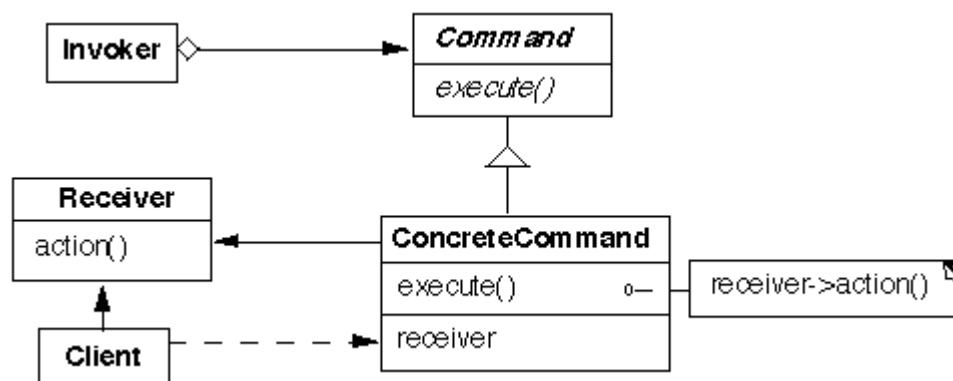 Invoker
Command
execute()
Receiver
action()
ConcreteCommand
execute()
receiver->action()
receiver
Client